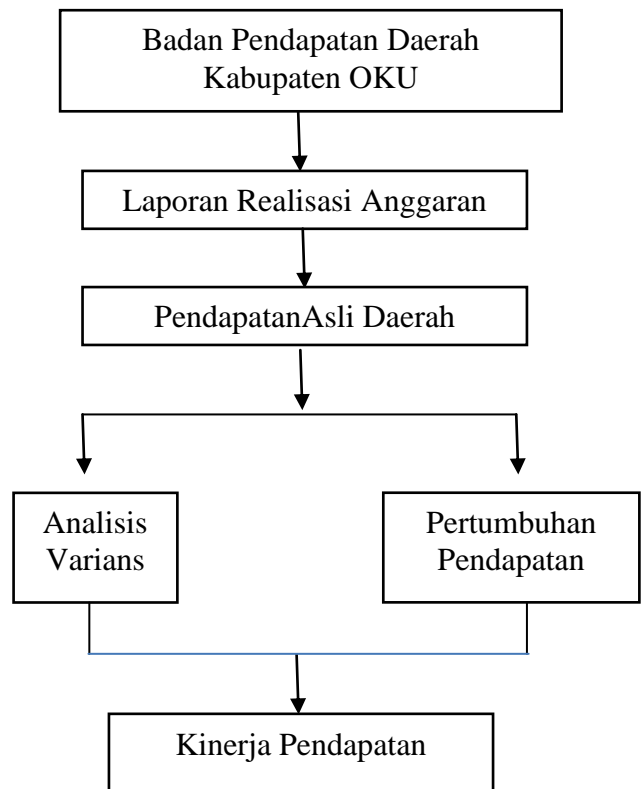 Badan Pendapatan Daerah
Kabupaten OKU
Laporan Realisasi Anggaran
PendapatanAsli Daerah
Analisis
Varians
Pertumbuhan
Pendapatan
Kinerja Pendapatan